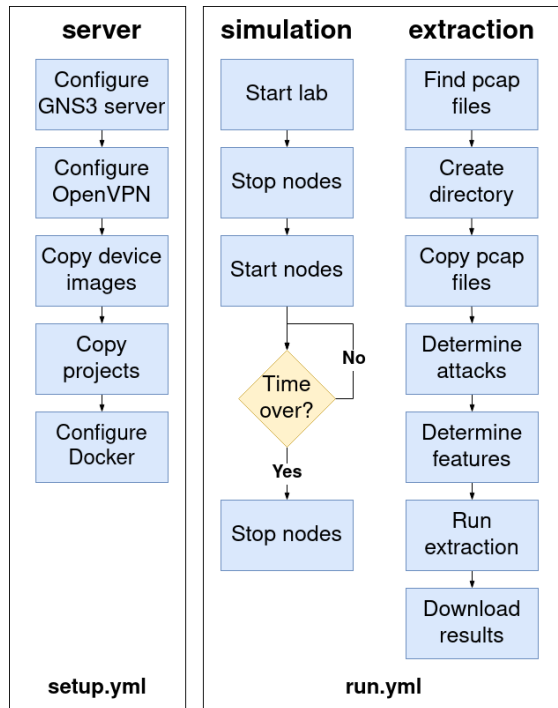 server
Configure
GNS3 server
Configure
OpenVPN
Copy device
images
Copy
projects
Configure
Docker
setup.yml
simulation
Start lab
Stop nodes
Start nodes
Time
over?
No
Yes
Stop nodes
extraction
Find pcap
files
Create
directory
Copy pcap
files
Determine
attacks
Determine
features
Run
extraction
Download
results
run.yml